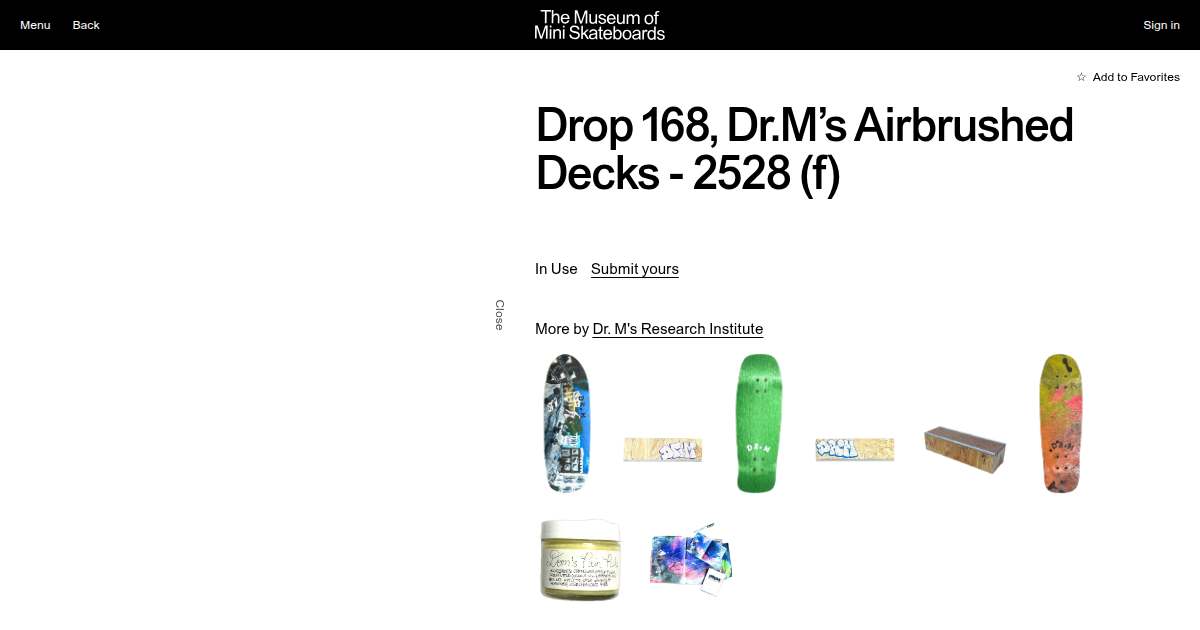 Menu Back
The Museum of
Mini Skateboards
Sign in
☆ Add to Favorites
Drop 168, Dr.M’s Airbrushed
Decks - 2528 (f)
In Use Submit yours
Close
More by Dr. M's Research Institute
DR.M